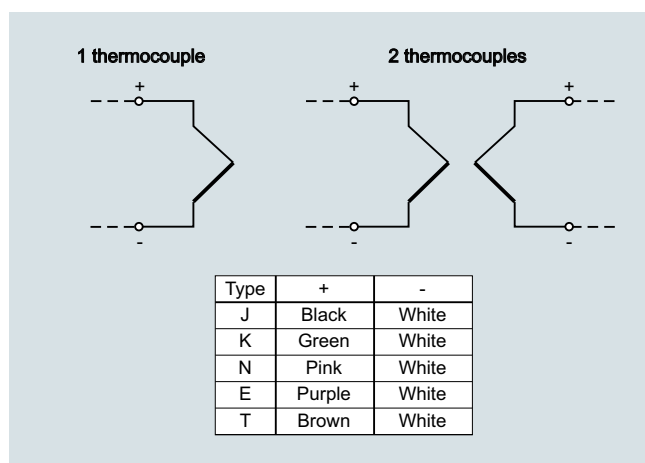 1 thermocouple 2 thermocouples
+ + +
- - -
Type + -
J Black White
K Green White
N Pink White
E Purple White
T Brown White